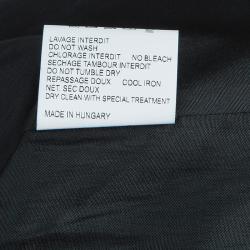 LAVAGE INTERDIT
DO NOT WASH
CHLORAGE INTERDIT NO BLEACH
SECHAGE TAMBOUR INTERDIT
DO NOT TUMBLE DRY
REPASSAGE DOUX COOL IRON
NET. SEC DOUX
DRY CLEAN WITH SPECIAL TREATMENT
MADE IN HUNGARY